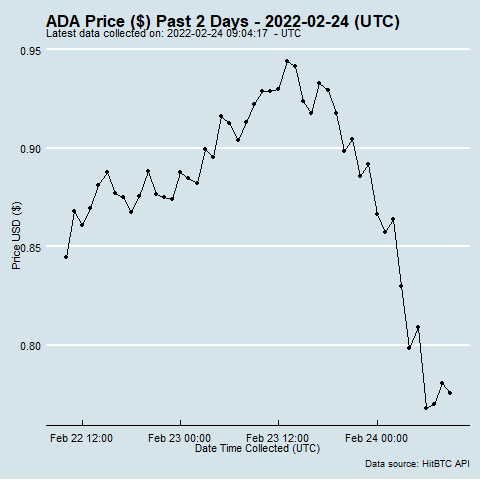 ADA Price ($) Past 2 Days - 2022-02-24 (UTC)
Latest data collected on: 2022-02-24 09:04:17 - UTC
0.95
0.90
0.85
0.80
Price USD ($)
Feb 22 12:00 Feb 23 00:00 Feb 23 12:00 Feb 24 00:00
Date Time Collected (UTC)
Data source: HitBTC API